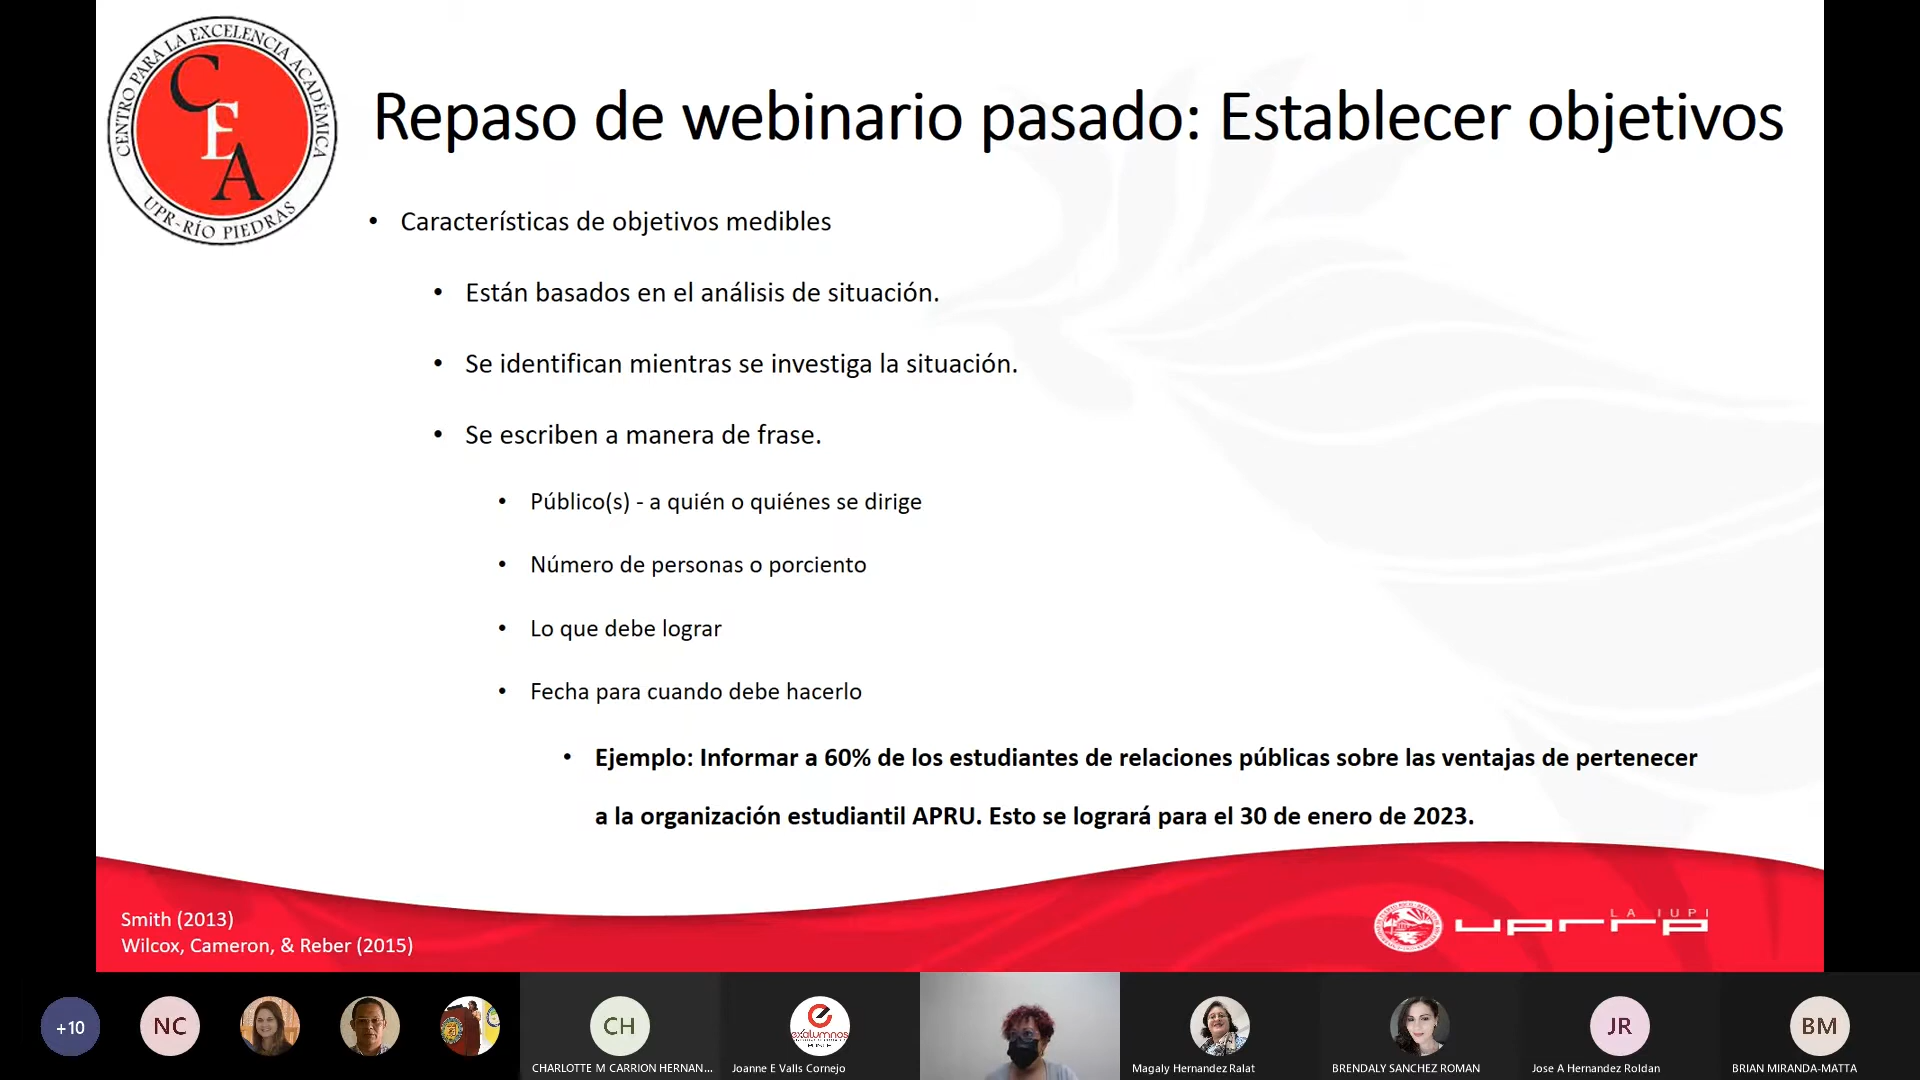 CENTRO PARA LA EXCELENCIA ACADÉMICA
CEA
UPR-RÍO PIEDRAS
Repaso de webinario pasado: Establecer objetivos
• Características de objetivos medibles
• Están basados en el análisis de situación.
• Se identifican mientras se investiga la situación.
• Se escriben a manera de frase.
• Público(s) - a quién o quiénes se dirige
• Número de personas o porciento
• Lo que debe lograr
• Fecha para cuando debe hacerlo
• Ejemplo: Informar a 60% de los estudiantes de relaciones públicas sobre las ventajas de pertenecer
a la organización estudiantil APRU. Esto se logrará para el 30 de enero de 2023.
Smith (2013)
Wilcox, Cameron, & Reber (2015)
LA IUPI
uprrp
+10
NC
CH
exalumnos
JR
BM
CHARLOTTE M CARRION HERNAN...
Joanne E Valls Cornejo
Magaly Hernandez Ralat
BRENDALY SANCHEZ ROMAN
Jose A Hernandez Roldan
BRIAN MIRANDA-MATTA